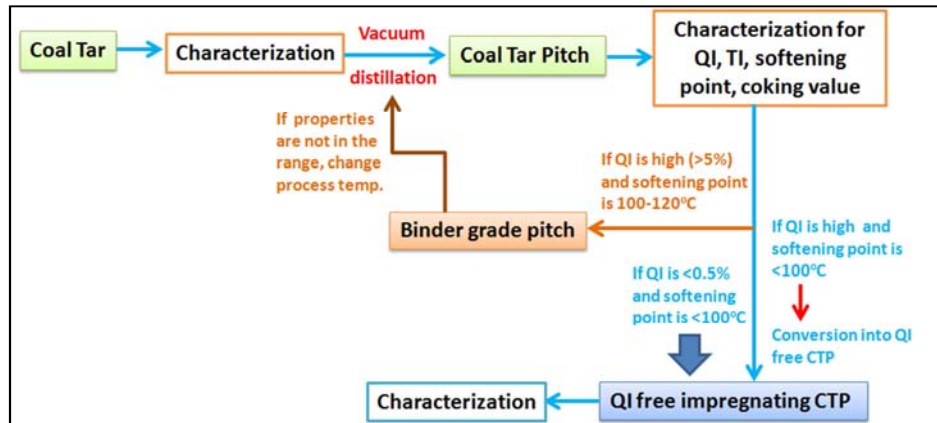 Coal Tar
Characterization
Vacuum
distillation
Coal Tar Pitch
Characterization for
QI, TI, softening
point, coking value
If properties
are not in the
range, change
process temp.
If QI is high (>5%)
and softening point
is 100-120°C
Binder grade pitch
If QI is high and
softening point is
<100°C
If QI is <0.5%
and softening
point is <100°C
Conversion into QI
free CTP
Characterization
QI free impregnating CTP